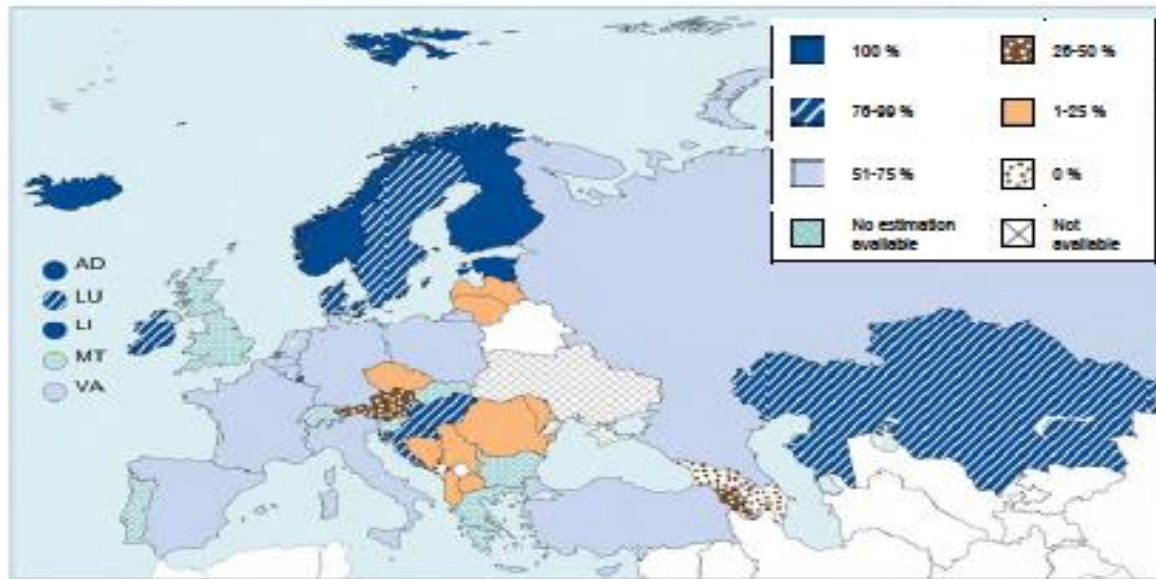 100 %
26-50 %
76-99 %
1-25 %
51-75 %
0 %
No estimation
available
Not
available
AD
LU
LI
MT
VA